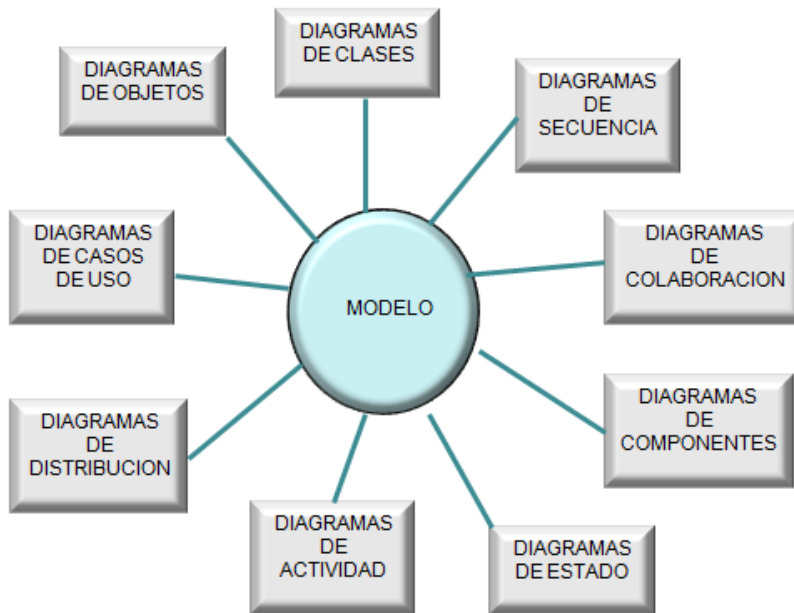 DIAGRAMAS
DE CLASES
DIAGRAMAS
DE OBJETOS
DIAGRAMAS
DE
SECUENCIA
DIAGRAMAS
DE CASOS
DE USO
DIAGRAMAS
DE
COLABORACION
MODELO
DIAGRAMAS
DE
DISTRIBUCION
DIAGRAMAS
DE
COMPONENTES
DIAGRAMAS
DE
ACTIVIDAD
DIAGRAMAS
DE ESTADO